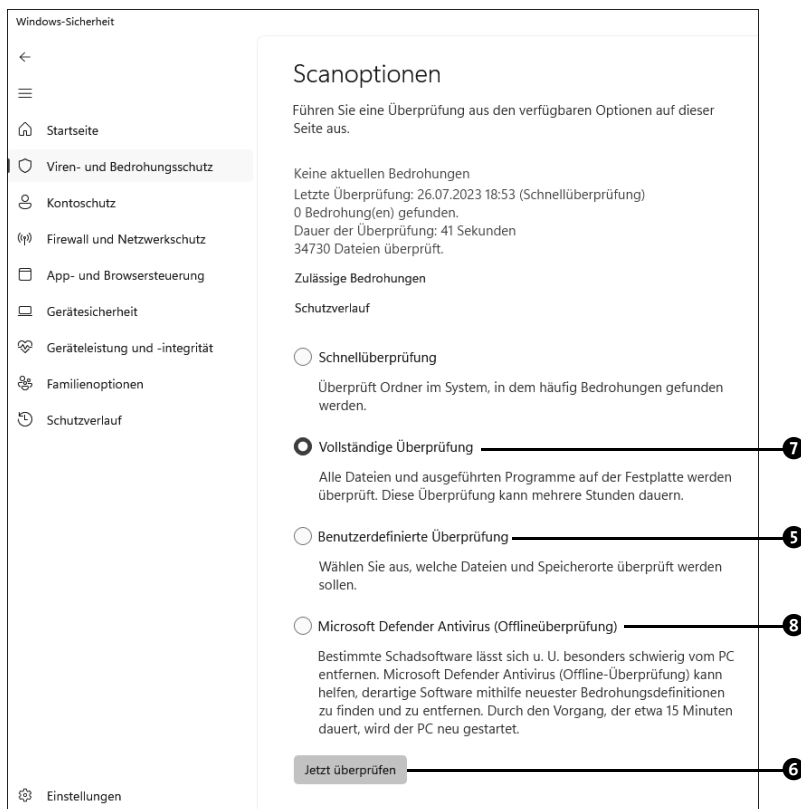 Windows-Sicherheit
Startseite
Viren- und Bedrohungsschutz
Kontoschutz
Firewall und Netzwerkschutz
App- und Browsersteuerung
Gerätesicherheit
Geräteleistung und -integrität
Familienoptionen
Schutzverlauf
Einstellungen
Scanoptionen
Führen Sie eine Überprüfung aus den verfügbaren Optionen auf dieser
Seite aus.
Keine aktuellen Bedrohungen
Letzte Überprüfung: 26.07.2023 18:53 (Schnellüberprüfung)
0 Bedrohung(en) gefunden.
Dauer der Überprüfung: 41 Sekunden
34730 Dateien überprüft.
Zulässige Bedrohungen
Schutzverlauf
Schnellüberprüfung
Überprüft Ordner im System, in dem häufig Bedrohungen gefunden
werden.
Vollständige Überprüfung 7
Alle Dateien und ausgeführten Programme auf der Festplatte werden
überprüft. Diese Überprüfung kann mehrere Stunden dauern.
Benutzerdefinierte Überprüfung 5
Wählen Sie aus, welche Dateien und Speicherorte überprüft werden
sollen.
Microsoft Defender Antivirus (Offlineüberprüfung) 8
Bestimmte Schadsoftware lässt sich u. U. besonders schwierig vom PC
entfernen. Microsoft Defender Antivirus (Offline-Überprüfung) kann
helfen, derartige Software mithilfe neuester Bedrohungsdefinitionen
zu finden und zu entfernen. Durch den Vorgang, der etwa 15 Minuten
dauert, wird der PC neu gestartet.
Jetzt überprüfen 6